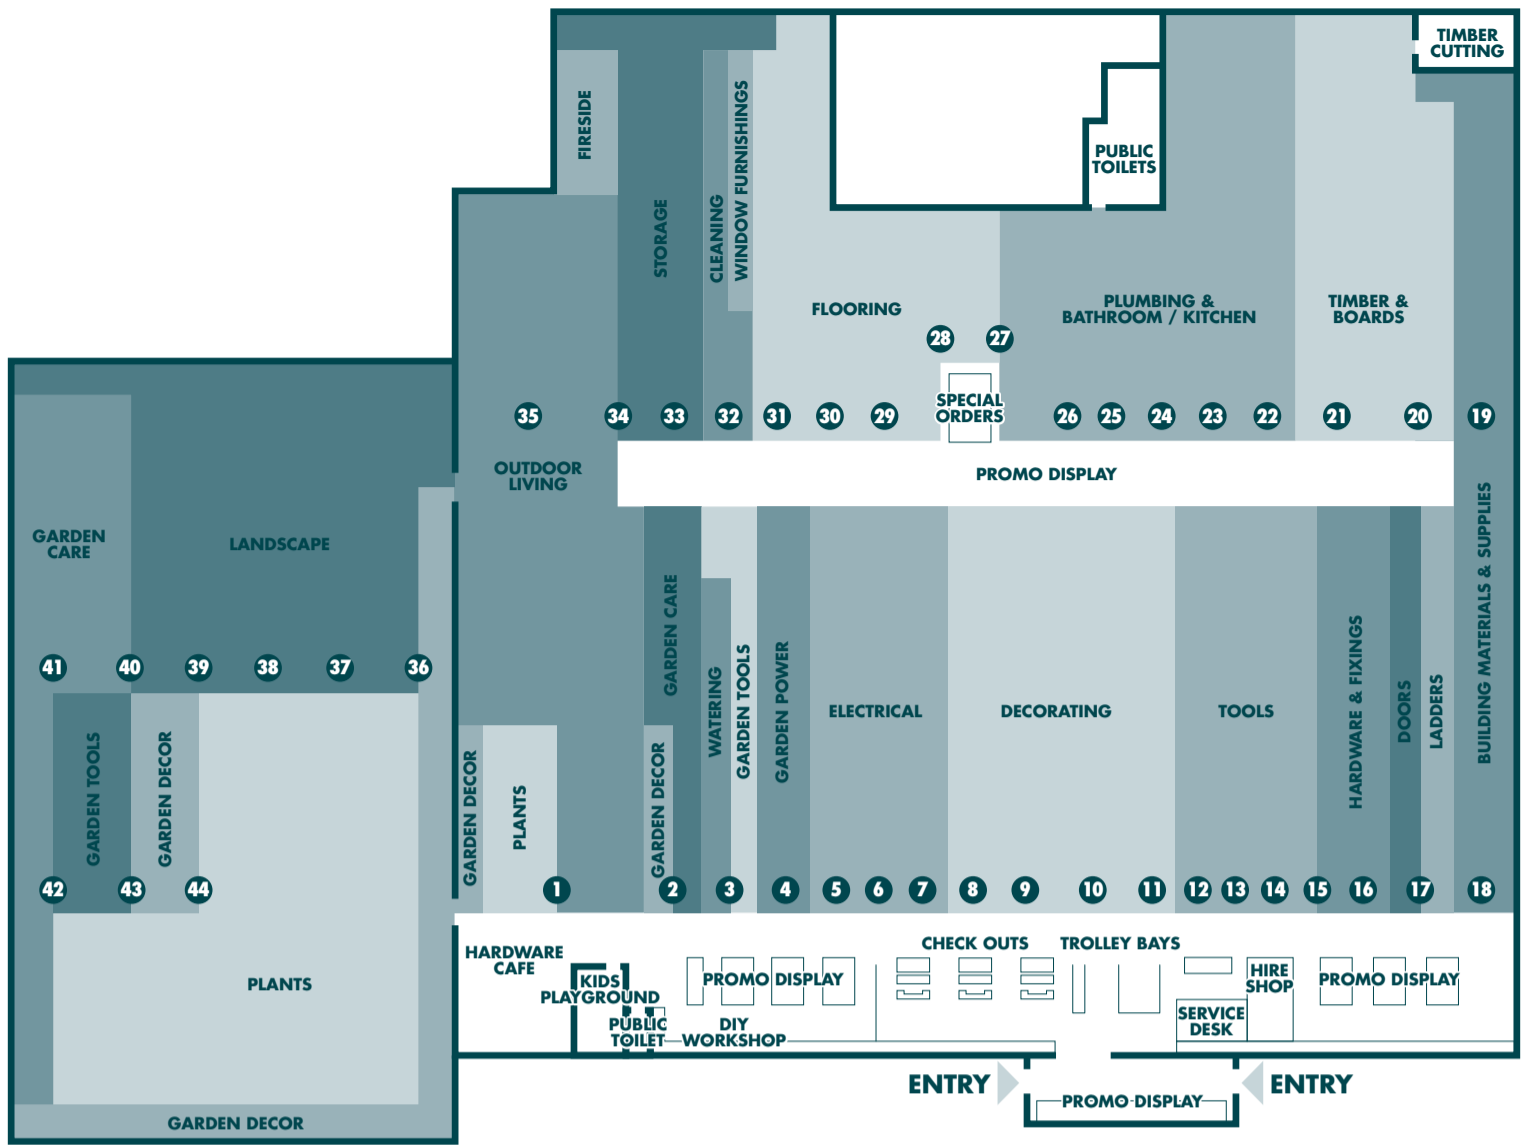 TIMBER
CUTTING
FIRESIDE
STORAGE
CLEANING
WINDOW FURNISHINGS
PUBLIC
TOILETS
FLOORING
PLUMBING &
BATHROOM / KITCHEN
TIMBER &
BOARDS
28
27
SPECIAL
ORDERS
35
34
33
32
31
30
29
26
25
24
23
22
21
20
19
OUTDOOR
LIVING
PROMO DISPLAY
GARDEN
CARE
LANDSCAPE
GARDEN CARE
WATERING
GARDEN TOOLS
GARDEN POWER
ELECTRICAL
DECORATING
TOOLS
HARDWARE & FIXINGS
DOORS
LADDERS
BUILDING MATERIALS & SUPPLIES
41
40
39
38
37
36
GARDEN TOOLS
GARDEN DECOR
GARDEN DECOR
PLANTS
GARDEN DECOR
42
43
44
1
2
3
4
5
6
7
8
9
10
11
12
13
14
15
16
17
18
PLANTS
HARDWARE
CAFE
KIDS
PLAYGROUND
PUBLIC
TOILET
PROMO DISPLAY
DIY
WORKSHOP
CHECK OUTS
TROLLEY BAYS
HIRE
SHOP
SERVICE
DESK
PROMO DISPLAY
ENTRY
ENTRY
PROMO DISPLAY
GARDEN DECOR